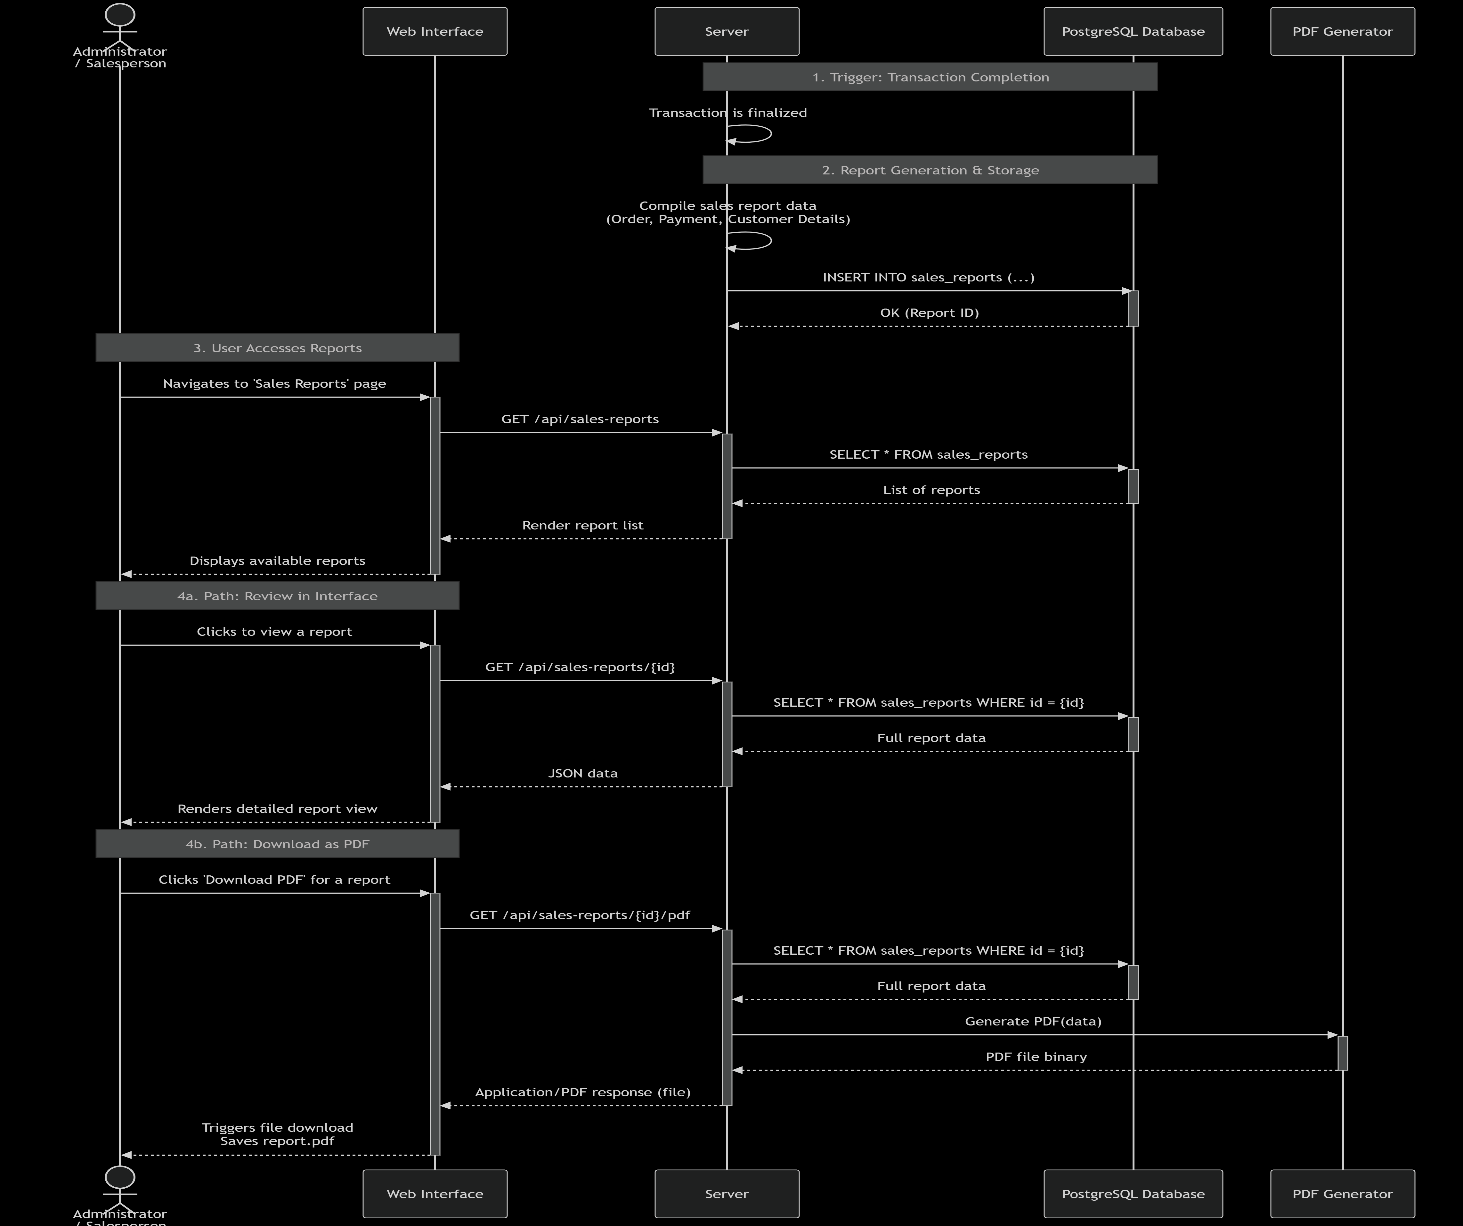 Administrator
/ Salesperson
Web Interface
Server
PostgreSQL Database
PDF Generator
1. Trigger: Transaction Completion
Transaction is finalized
2. Report Generation & Storage
Compile sales report data
(Order, Payment, Customer Details)
INSERT INTO sales_reports (...)
OK (Report ID)
3. User Accesses Reports
Navigates to 'Sales Reports' page
GET /api/sales-reports
SELECT * FROM sales_reports
List of reports
Render report list
Displays available reports
4a. Path: Review in Interface
Clicks to view a report
GET /api/sales-reports/{id}
SELECT * FROM sales_reports WHERE id = {id}
Full report data
JSON data
Renders detailed report view
4b. Path: Download as PDF
Clicks 'Download PDF' for a report
GET /api/sales-reports/{id}/pdf
SELECT * FROM sales_reports WHERE id = {id}
Full report data
Generate PDF(data)
PDF file binary
Application/PDF response (file)
Triggers file download
Saves report.pdf
Administrator
/ Salesperson
Web Interface
Server
PostgreSQL Database
PDF Generator